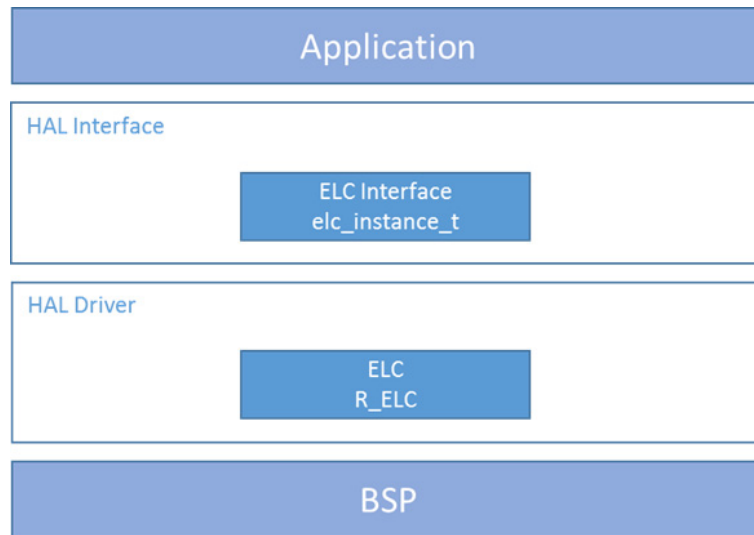 Application
HAL Interface
ELC Interface
elc_instance_t
HAL Driver
ELC
R_ELC
BSP